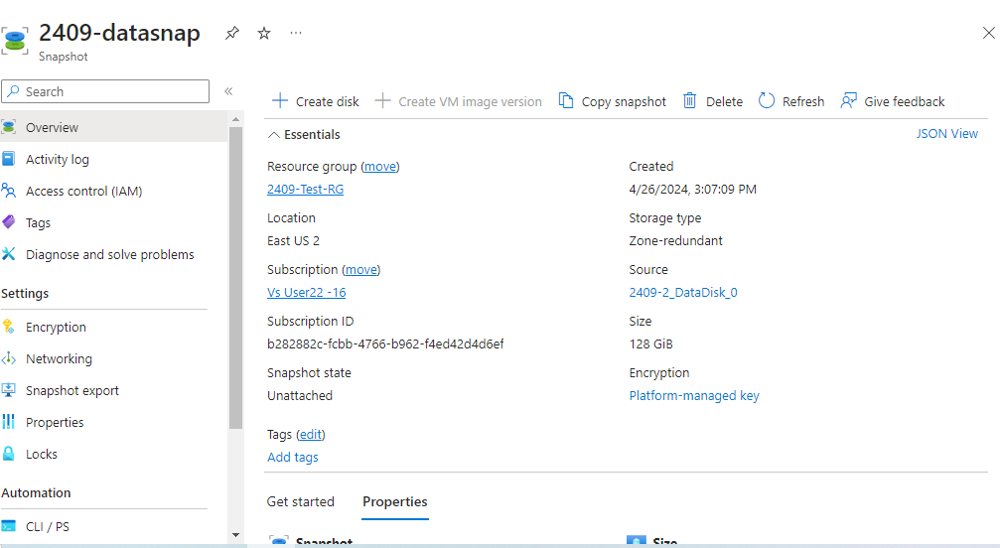 2409-datasnap
Snapshot
Search
Overview
Activity log
Access control (IAM)
Tags
Diagnose and solve problems
Settings
Encryption
Networking
Snapshot export
Properties
Locks
Automation
CLI / PS
Create disk
Create VM image version
Copy snapshot
Delete
Refresh
Give feedback
Essentials
JSON View
Resource group (move)
2409-Test-RG
Location
East US 2
Subscription (move)
Vs User22 -16
Subscription ID
b282882c-fcbb-4766-b962-f4ed42d4d6ef
Snapshot state
Unattached
Created
4/26/2024, 3:07:09 PM
Storage type
Zone-redundant
Source
2409-2_DataDisk_0
Size
128 GiB
Encryption
Platform-managed key
Tags (edit)
Add tags
Get started
Properties
Snapshot
Size